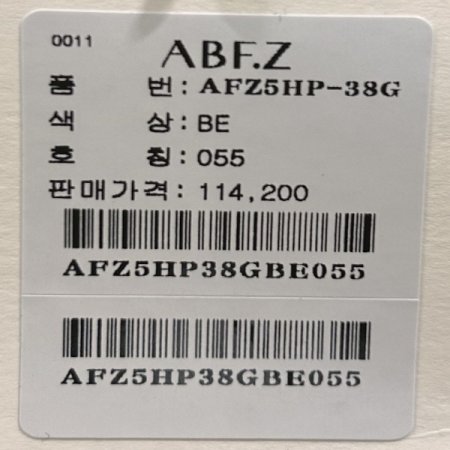 0011
ABF.Z
품 번 : AFZ5HP-38G
색 상 : BE
호 칭 : 055
판매가격 : 114,200
AFZ5HP38GBE055
AFZ5HP38GBE055